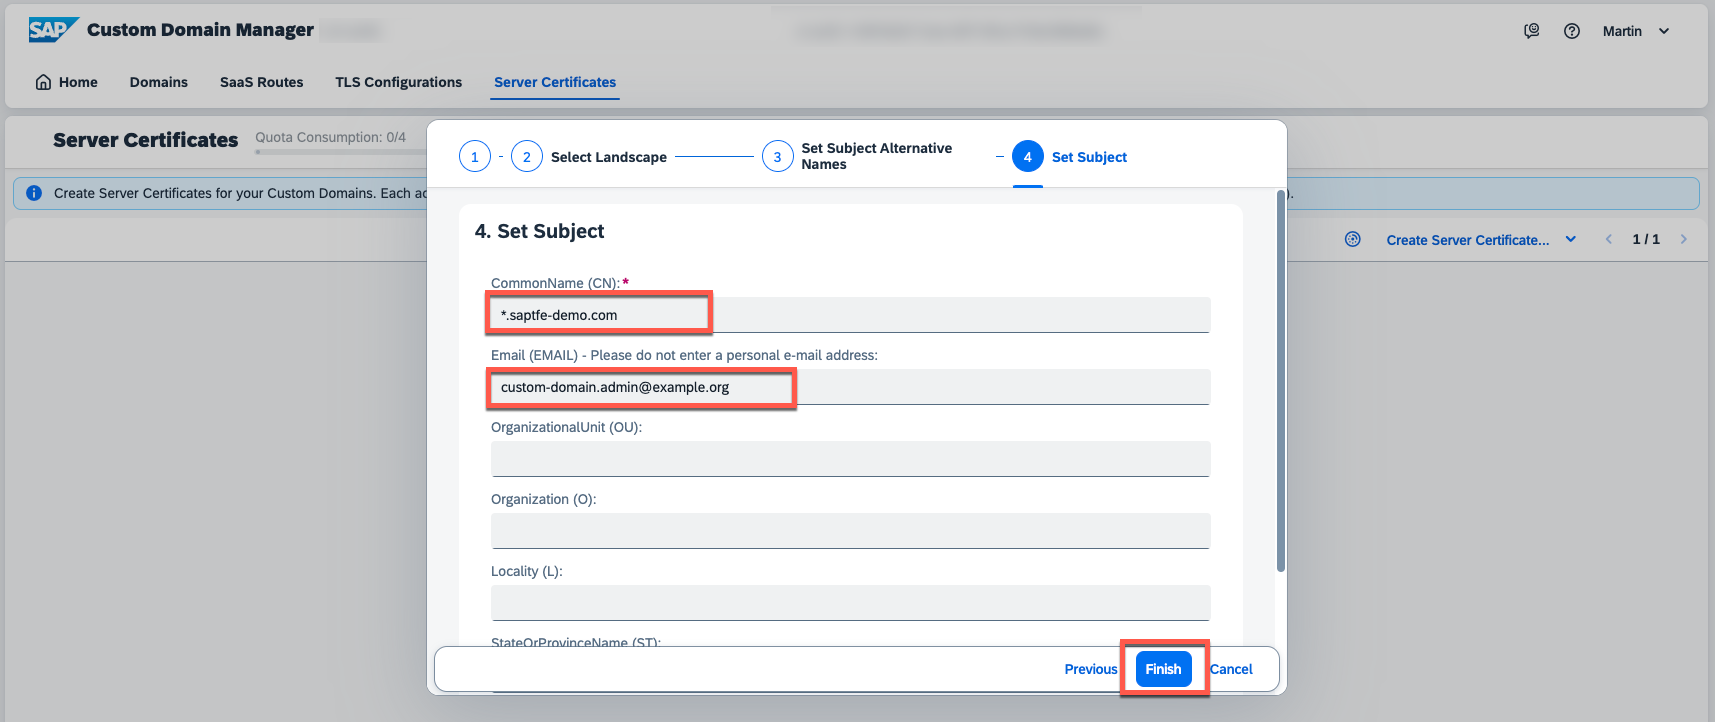 SAP Custom Domain Manager
Martin
Home Domains SaaS Routes TLS Configurations Server Certificates
Server Certificates Quota Consumption: 0/4
1 - 2 Select Landscape 3 Set Subject Alternative Names 4 Set Subject
Create Server Certificates for your Custom Domains. Each
).
Create Server Certificate... 1 / 1
4. Set Subject
CommonName (CN):*
*.saptfe-demo.com
Email (EMAIL) - Please do not enter a personal e-mail address:
custom-domain.admin@example.org
OrganizationalUnit (OU):
Organization (O):
Locality (L):
StateOrProvinceName (ST):
Previous Finish Cancel